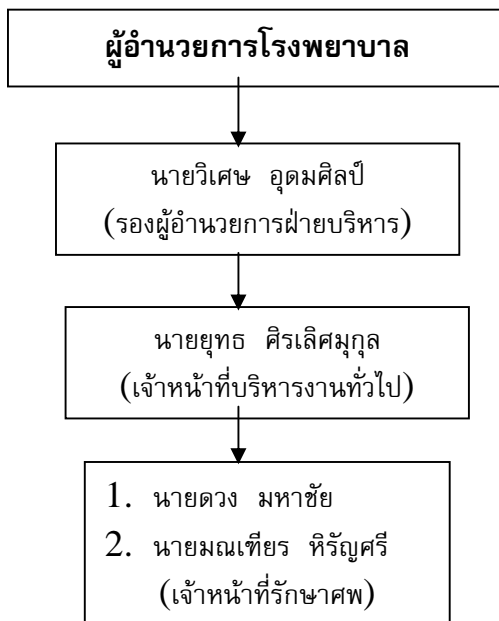 ผู้อำนวยการโรงพยาบาล
นายวิเศษ อุดมศิลป์
(รองผู้อำนวยการฝ่ายบริหาร)
นายยุทธ ศิรเลิศมุกุล
(เจ้าหน้าที่บริหารงานทั่วไป)
1. นายดวง มหาชัย
2. นายมณเฑียร หิรัญศรี
(เจ้าหน้าที่รักษาศพ)